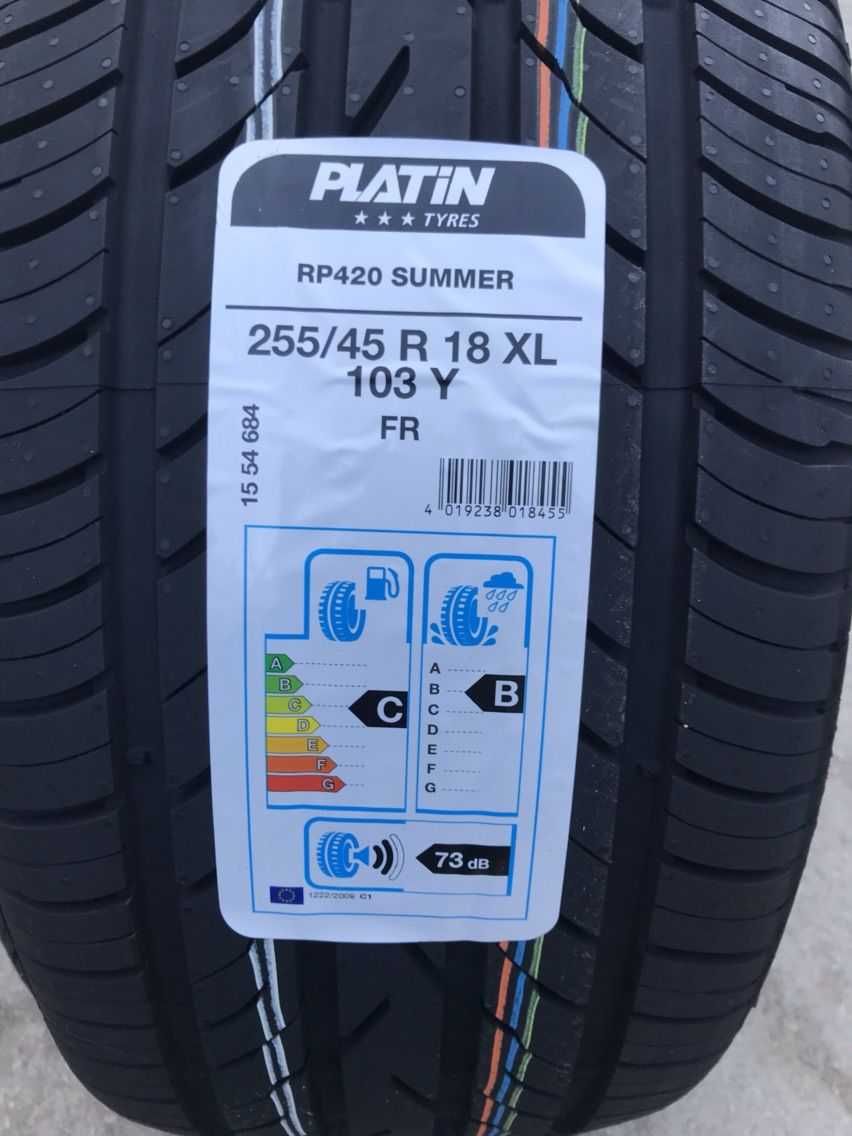 PLATiN
★★★ TYRES
RP420 SUMMER
255/45 R 18 XL
103 Y
FR
15 54 684
4 019238 018455
A
B
C
D
E
F
G
C
A
B
C
D
E
F
G
B
73 dB
1222/2009 C1